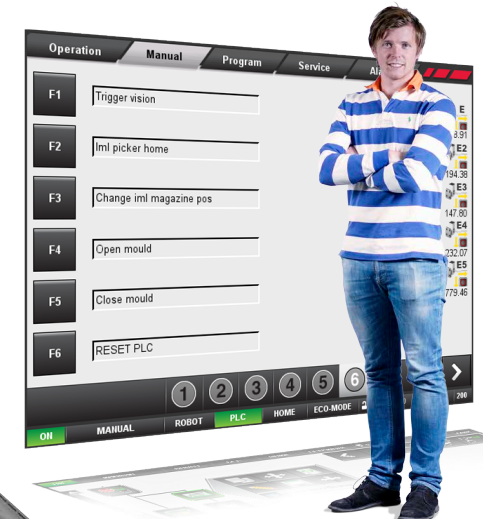 Operation Manual Program Service
F1 Trigger vision
F2 Iml picker home
F3 Change iml magazine pos
F4 Open mould
F5 Close mould
F6 RESET PLC
E
E2
194.38
E3
147.80
E4
232.07
E5
779.46
1 2 3 4 5 6
ON MANUAL ROBOT PLC HOME ECO-MODE 200